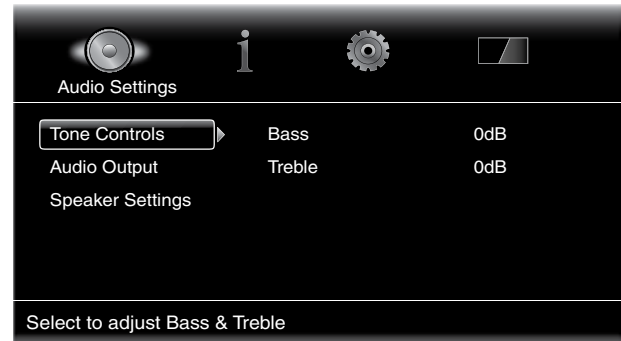 Audio Settings
Tone Controls Bass 0dB
Audio Output Treble 0dB
Speaker Settings
Select to adjust Bass & Treble